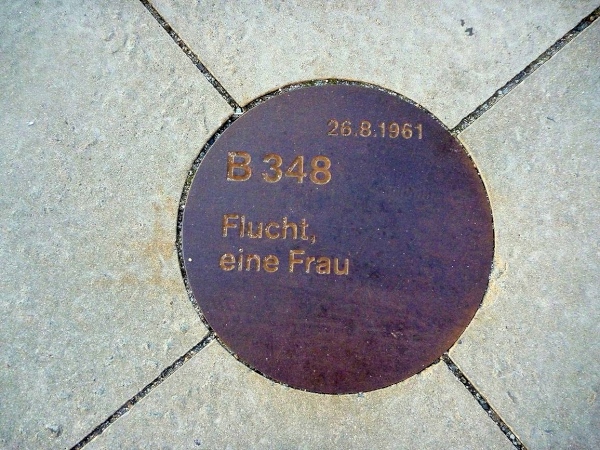 26.8.1961
B 348
Flucht,
eine Frau